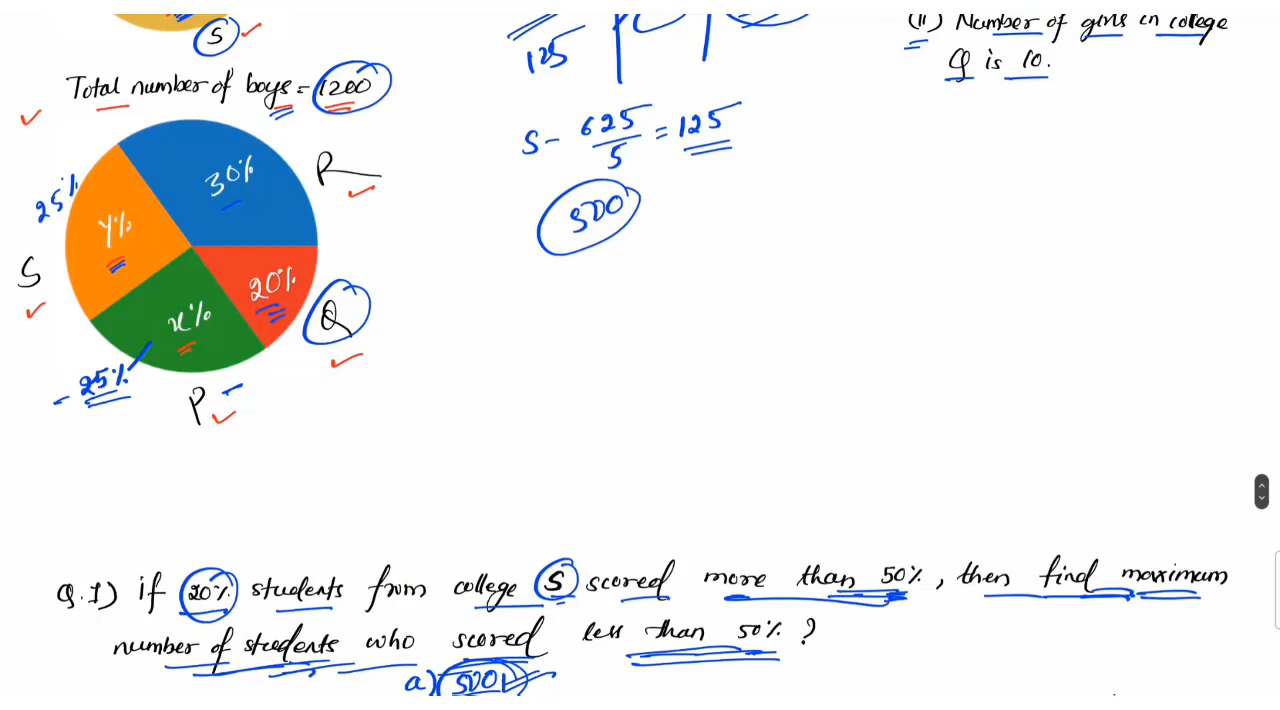 S
Total number of boys = 1200
30%
R
25%
Y%
S
x%
20%
Q
- 25%
P
125
S - 625/5 = 125
500
(ii) Number of girls in college
Q is 10.
Q.1) if 20% students from college S scored more than 50%, then find maximum
number of students who scored less than 50% ?
a) 500